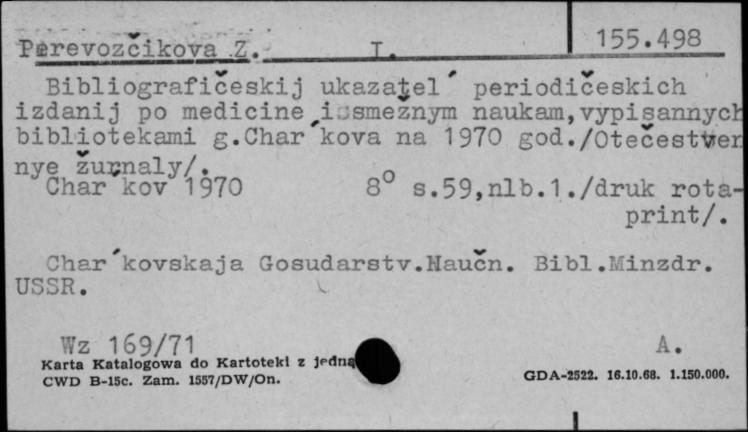 155.498
Perevozčikova Z. I.
Bibliografičeskij ukazatel´ periodičeskich
izdanij po medicine i smežnym naukam,vypisannych
bibliotekami g.Char´kova na 1970 god./Otečestven
nye žurnaly/.
Char´kov 1970 8° s.59,nlb.1./druk rota-
print/.
Char´kovskaja Gosudarstv.Naučn. Bibl.Minzdr.
USSR.
Wz 169/71 A.
Karta Katalogowa do Kartoteki z jedną
CWD B-15c. Zam. 1557/DW/On. GDA-2522. 16.10.68. 1.150.000.